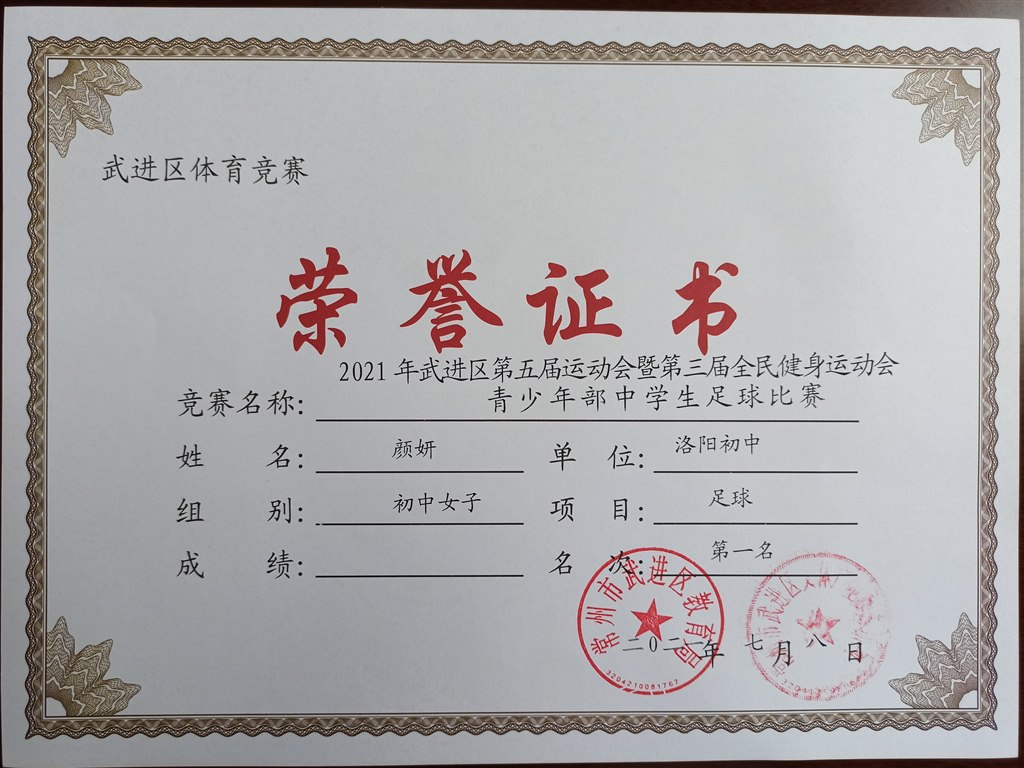 武进区体育竞赛
荣誉证书
2021年武进区第五届运动会暨第三届全民健身运动会
竞赛名称: 青少年部中学生足球比赛
姓名: 颜妍 单位: 洛阳初中
组别: 初中女子 项目: 足球
成绩: 名次: 第一名
常州市武进区教育局
二〇二一年 七月八日
3204210081767